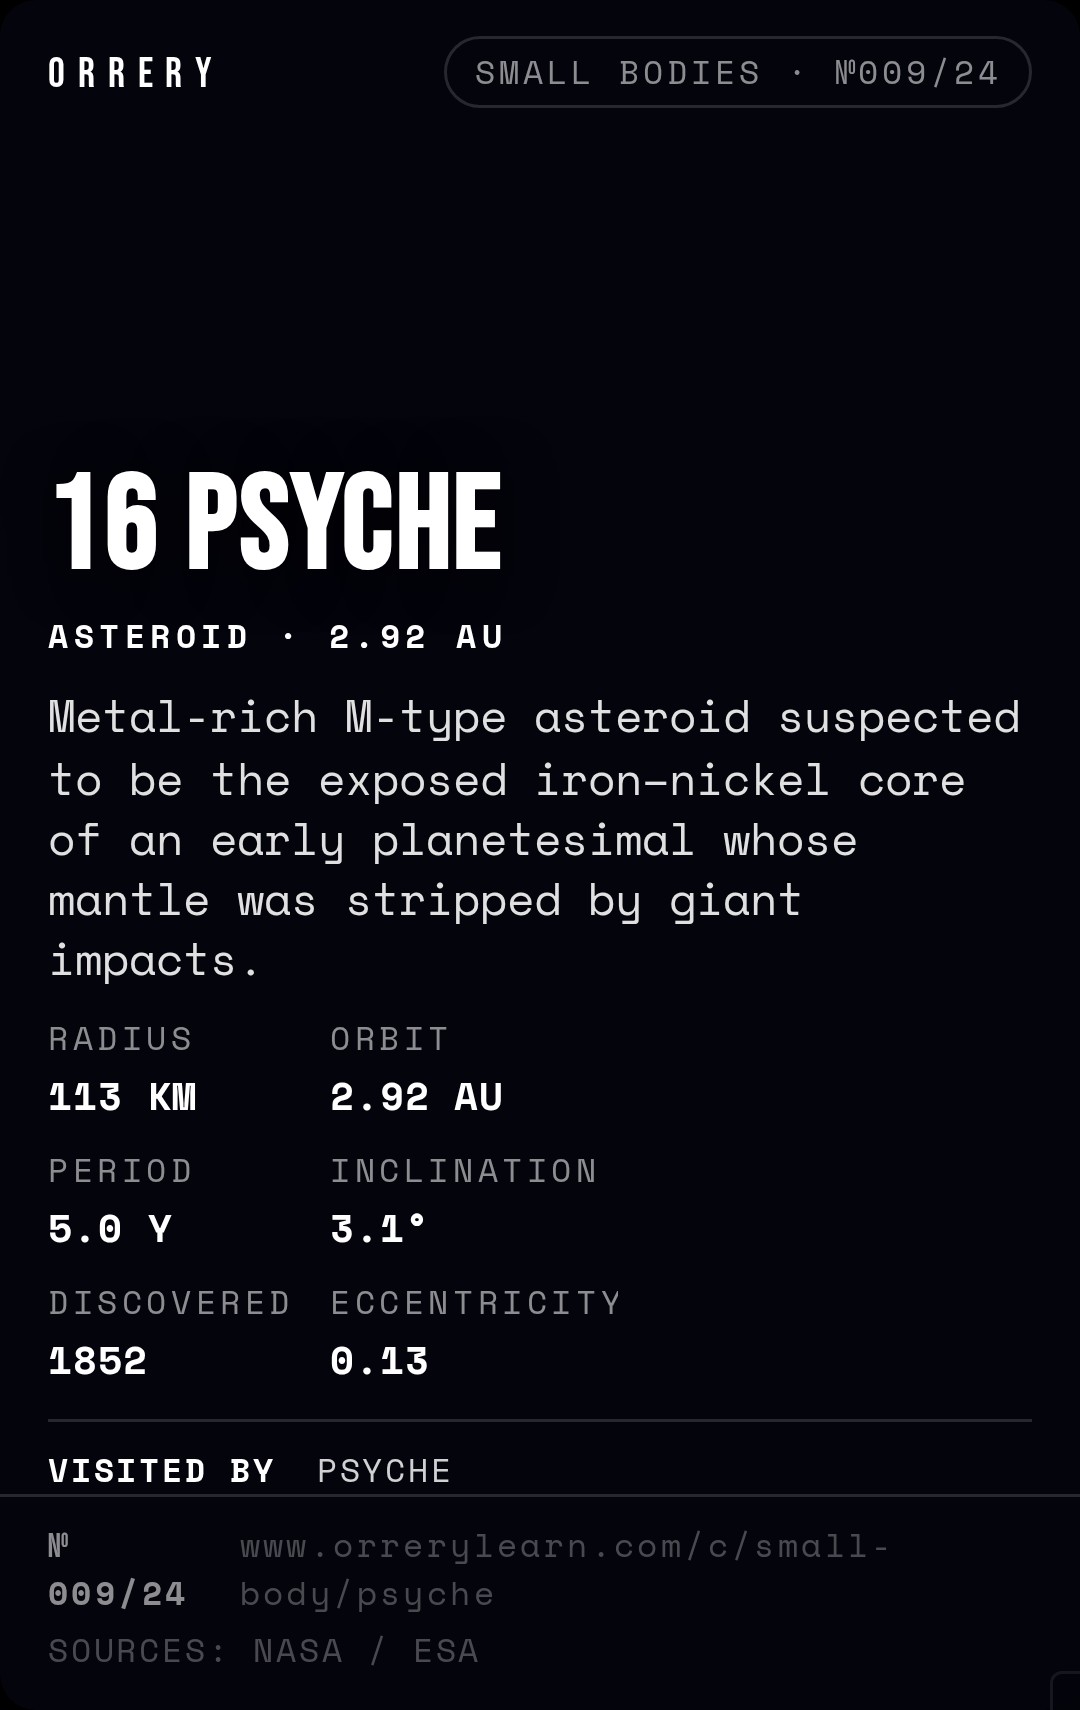 ORRERY
SMALL BODIES · №009/24
16 PSYCHE
ASTEROID · 2.92 AU
Metal-rich M-type asteroid suspected
to be the exposed iron–nickel core
of an early planetesimal whose
mantle was stripped by giant
impacts.
RADIUS ORBIT
113 KM 2.92 AU
PERIOD INCLINATION
5.0 Y 3.1°
DISCOVERED ECCENTRICITY
1852 0.13
VISITED BY PSYCHE
№ www.orrerylearn.com/c/small-
009/24 body/psyche
SOURCES: NASA / ESA